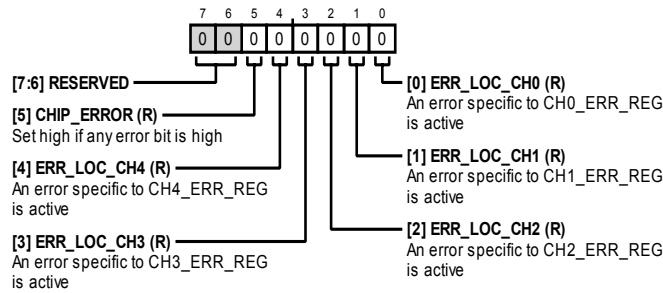 7 6 5 4 3 2 1 0
0 0 0 0 0 0 0 0
[7:6] RESERVED
[5] CHIP_ERROR (R)
Set high if any error bit is high
[4] ERR_LOC_CH4 (R)
An error specific to CH4_ERR_REG
is active
[3] ERR_LOC_CH3 (R)
An error specific to CH3_ERR_REG
is active
[0] ERR_LOC_CH0 (R)
An error specific to CH0_ERR_REG
is active
[1] ERR_LOC_CH1 (R)
An error specific to CH1_ERR_REG
is active
[2] ERR_LOC_CH2 (R)
An error specific to CH2_ERR_REG
is active